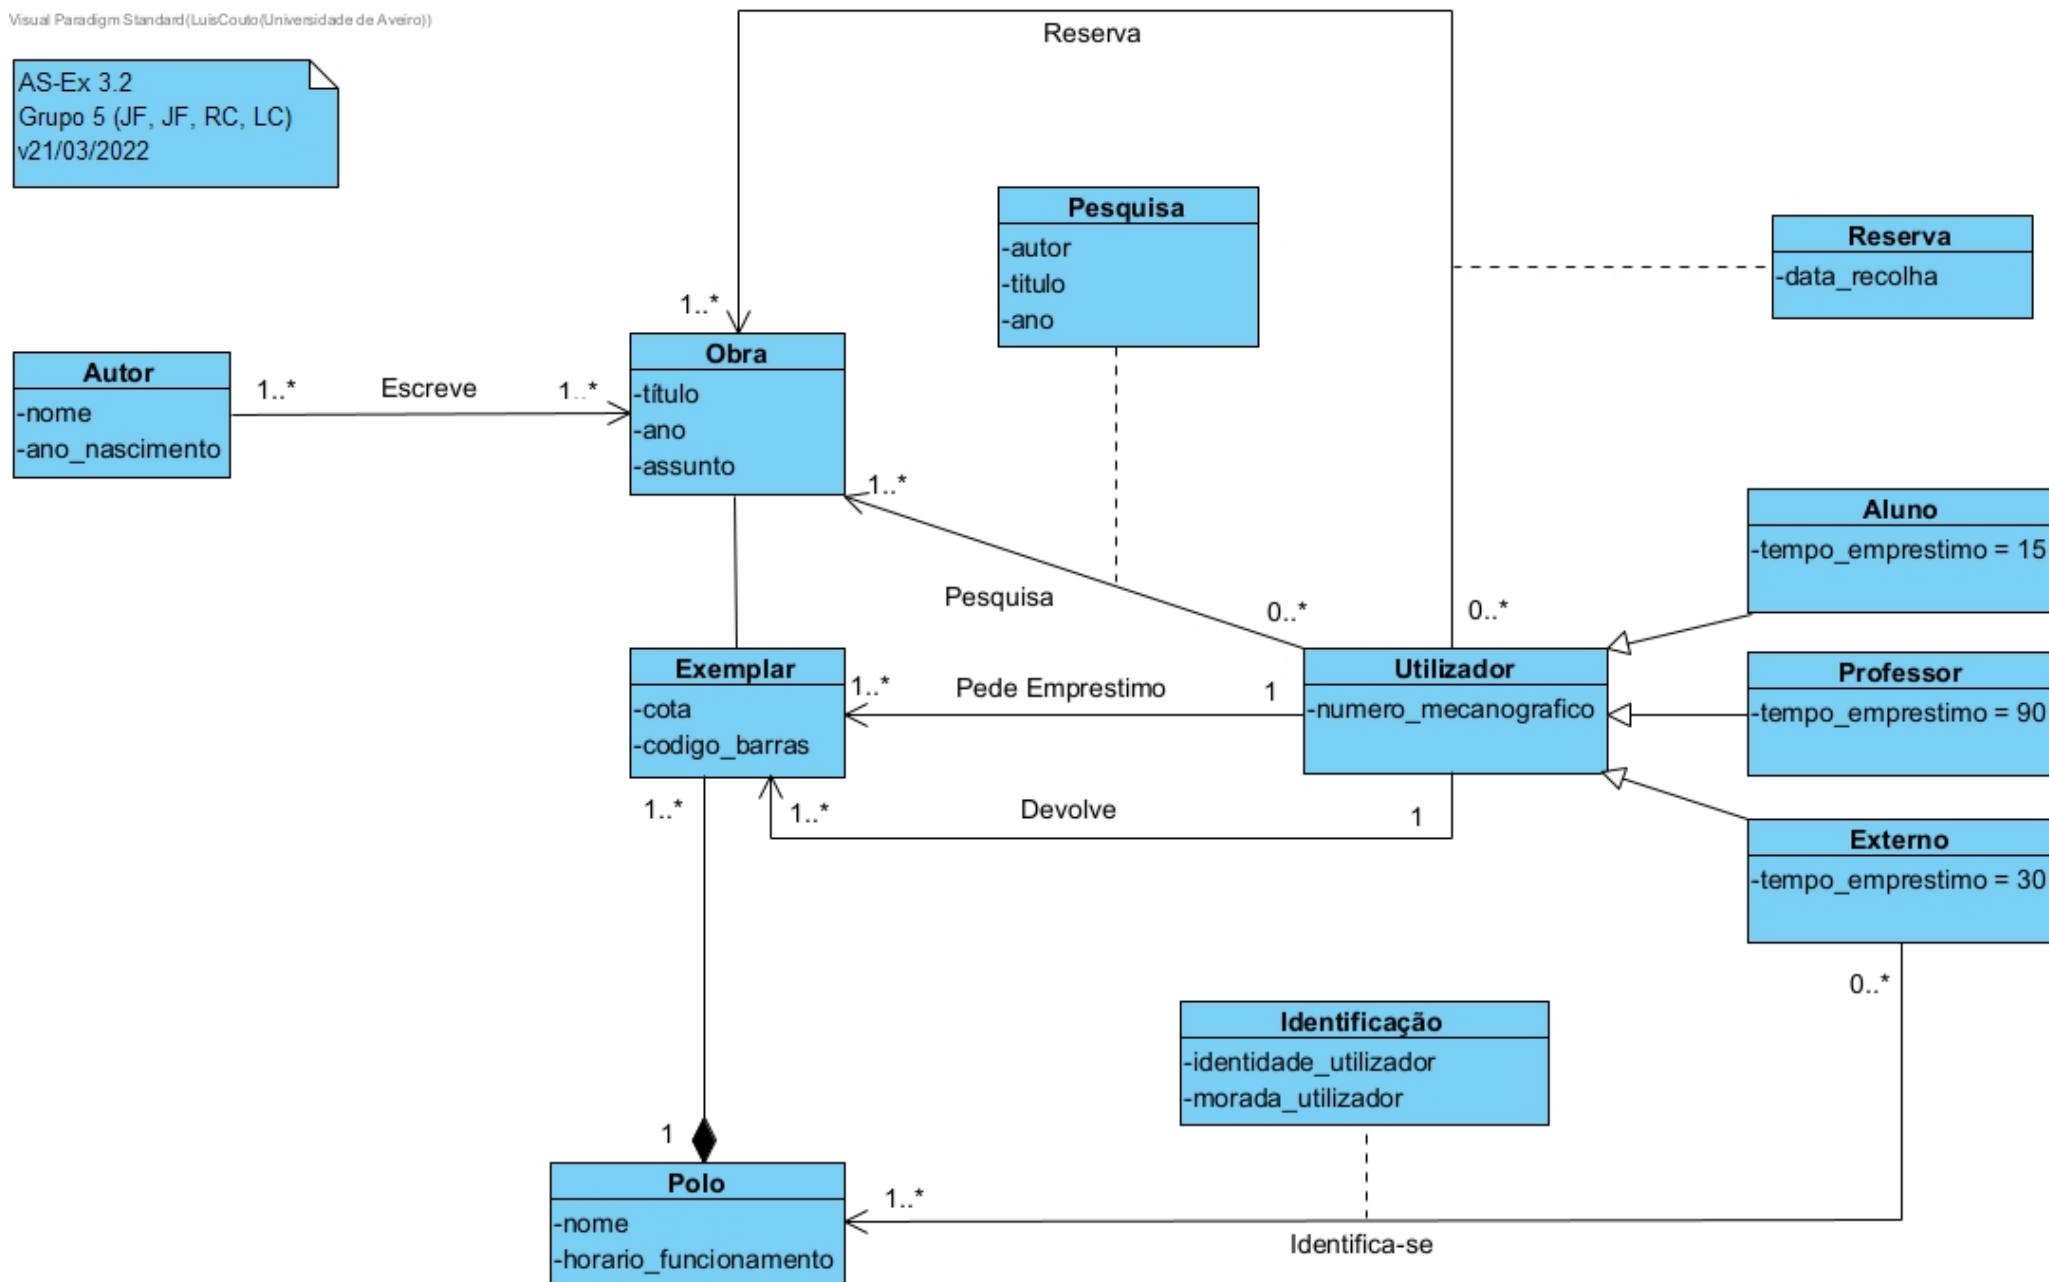 Visual Paradigm Standard(LuisCouto(Universidade de Aveiro))
AS-Ex 3.2
Grupo 5 (JF, JF, RC, LC)
v21/03/2022
Reserva
Pesquisa
-autor
-titulo
-ano
Reserva
-data_recolha
1..*
Autor
-nome
-ano_nascimento
1..*
Escreve
1..*
Obra
-título
-ano
-assunto
1..*
Pesquisa
0..*
0..*
Aluno
-tempo_emprestimo = 15
Exemplar
-cota
-codigo_barras
1..*
Pede Emprestimo
1
Utilizador
-numero_mecanografico
Professor
-tempo_emprestimo = 90
1..*
1..*
Devolve
1
Externo
-tempo_emprestimo = 30
0..*
Identificação
-identidade_utilizador
-morada_utilizador
1
Polo
-nome
-horario_funcionamento
1..*
Identifica-se